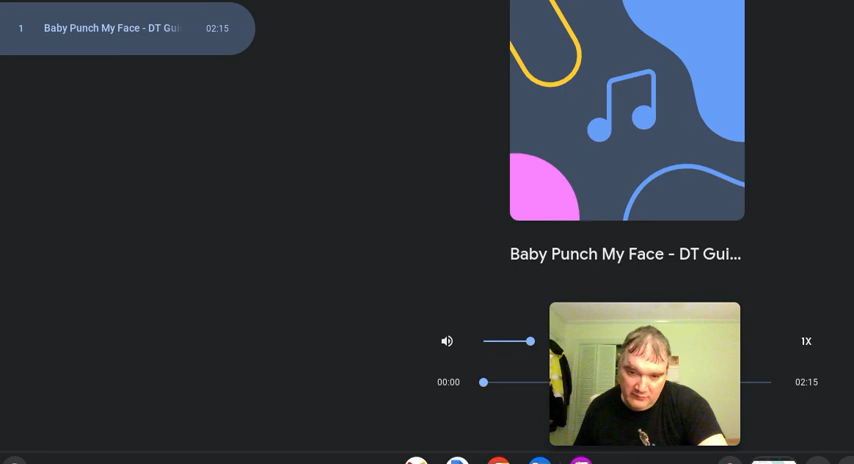 1 Baby Punch My Face - DT Gui 02:15
Baby Punch My Face - DT Gui...
1X
00:00 02:15